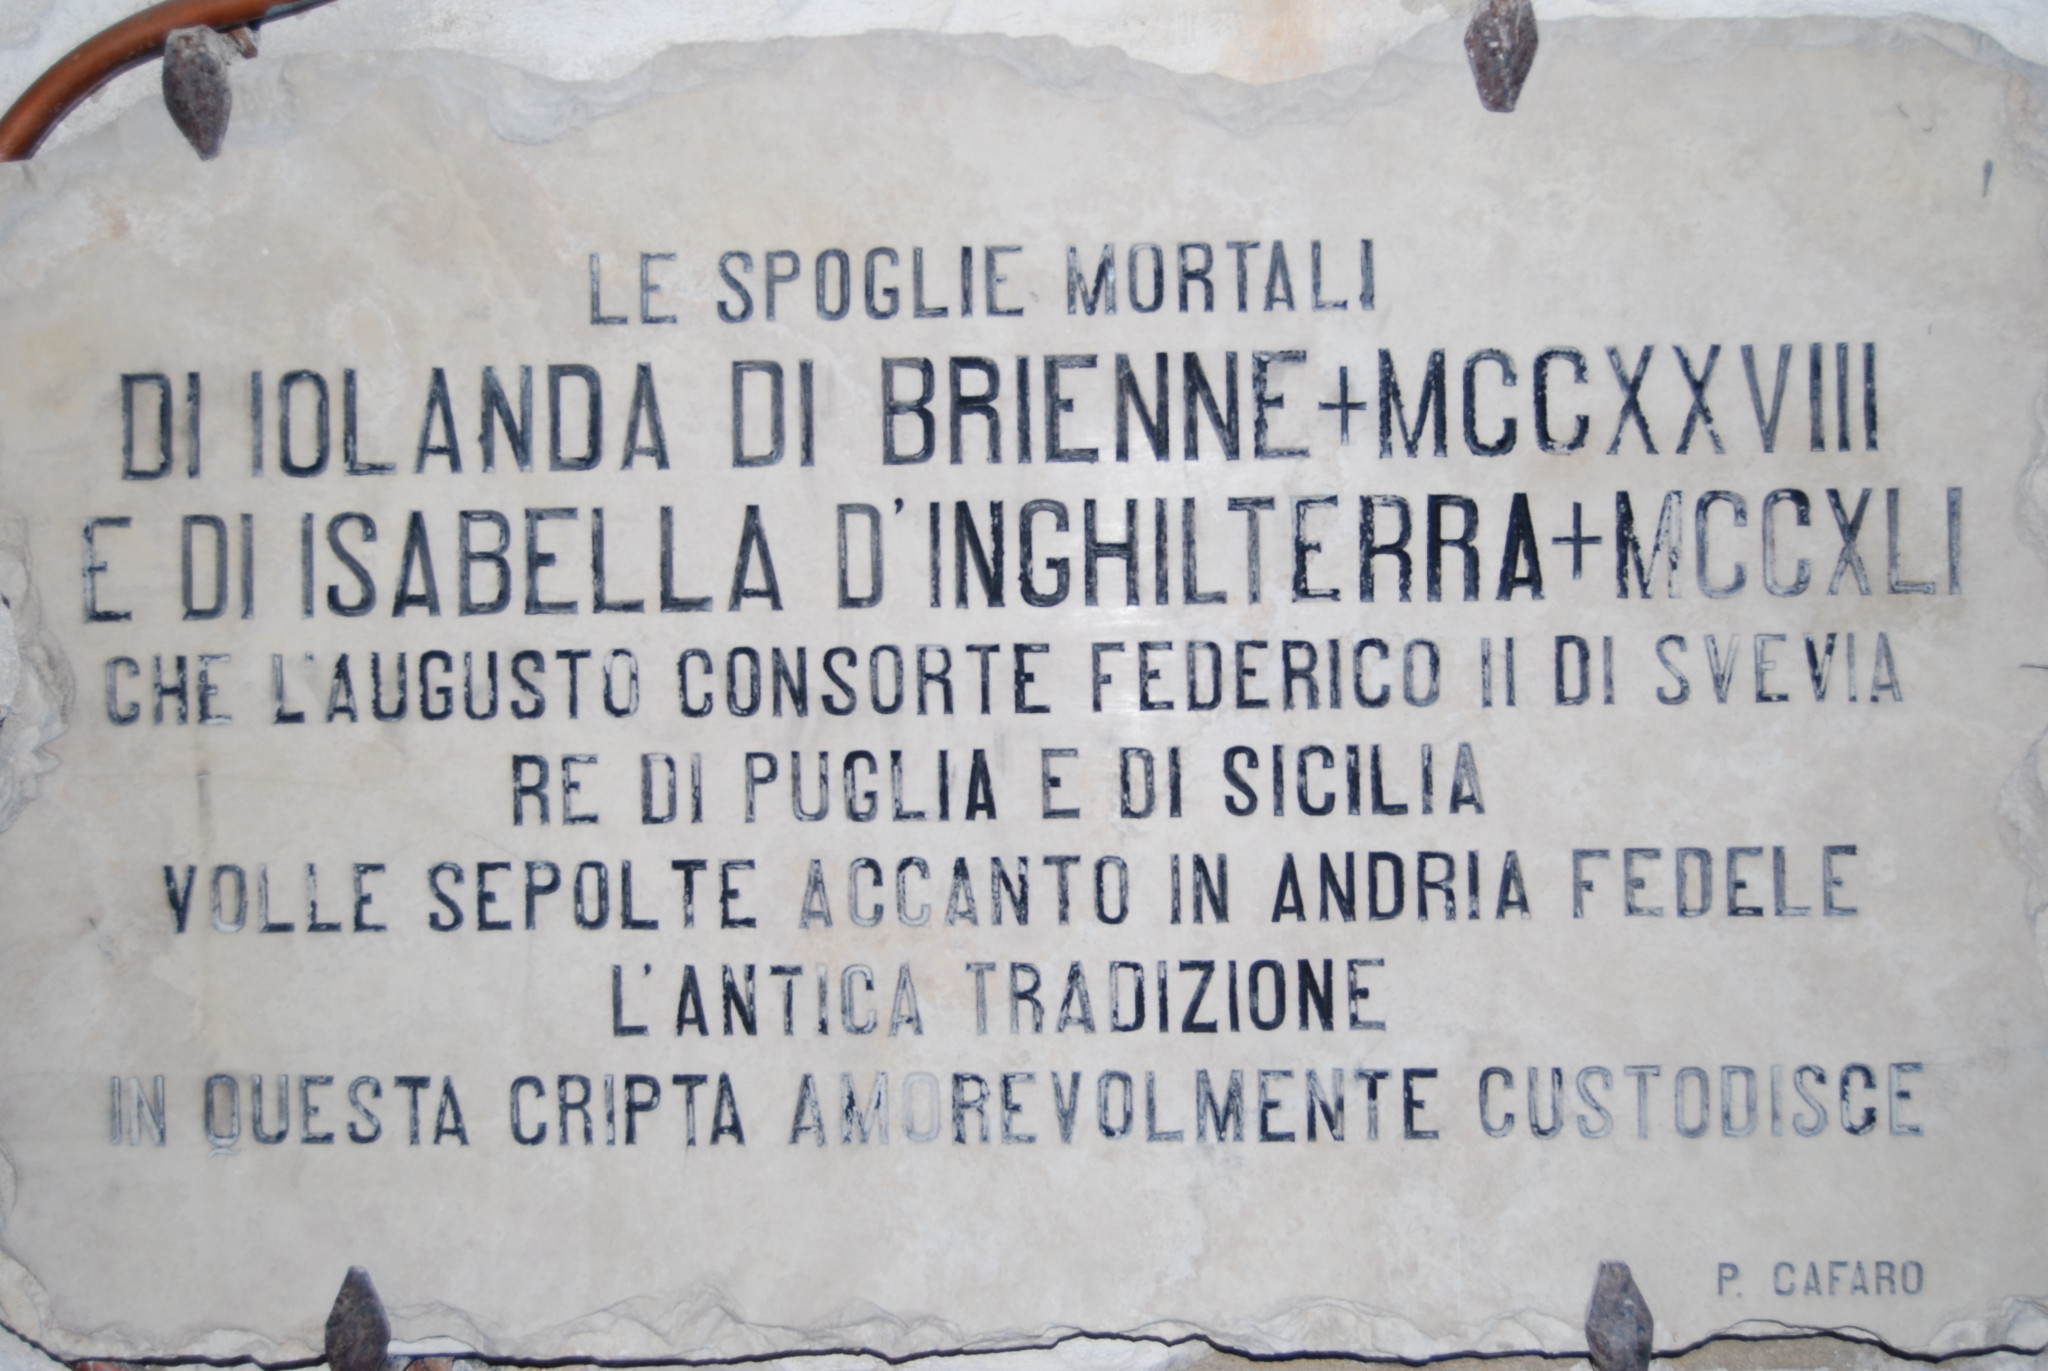 LE SPOGLIE MORTALI
DI IOLANDA DI BRIENNE+MCCXXVIII
E DI ISABELLA D'INGHILTERRA+MCCXLI
CHE L'AUGUSTO CONSORTE FEDERICO II DI SVEVIA
RE DI PUGLIA E DI SICILIA
VOLLE SEPOLTE ACCANTO IN ANDRIA FEDELE
L'ANTICA TRADIZIONE
IN QUESTA CRIPTA AMOREVOLMENTE CUSTODISCE
P. CAFARO